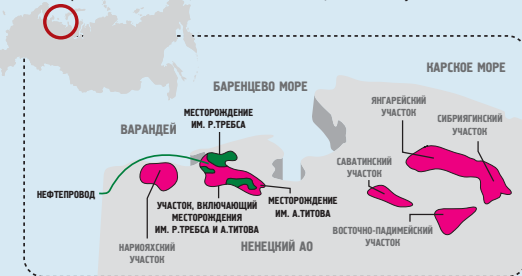 КАРСКОЕ МОРЕ
БАРЕНЦЕВО МОРЕ
ЯНГАРЕЙСКИЙ
УЧАСТОК
СИБИРЯГИНСКИЙ
УЧАСТОК
МЕСТОРОЖДЕНИЕ
ИМ. Р.ТРЕБСА
ВАРАНДЕЙ
САВАТИНСКИЙ
УЧАСТОК
НЕФТЕПРОВОД
УЧАСТОК, ВКЛЮЧАЮЩИЙ
МЕСТОРОЖДЕНИЯ
ИМ. Р.ТРЕБСА И А.ТИТОВА
МЕСТОРОЖДЕНИЕ
ИМ. А.ТИТОВА
ВОСТОЧНО-ПАДИМЕЙСКИЙ
УЧАСТОК
НАРИОЯХСКИЙ
УЧАСТОК
НЕНЕЦКИЙ АО